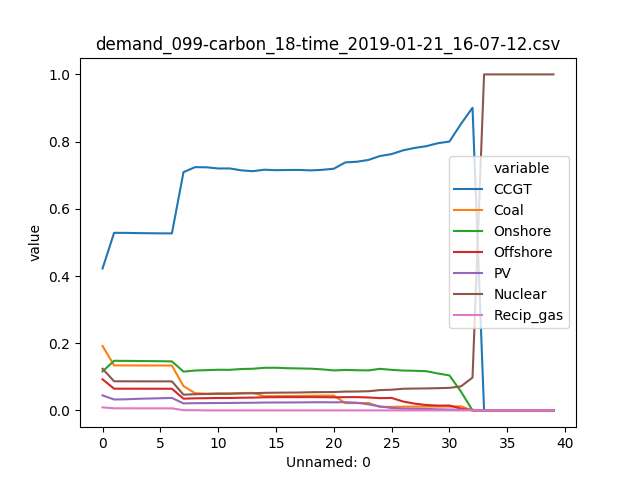 demand_099-carbon_18-time_2019-01-21_16-07-12.csv
1.0
0.8
0.6
0.4
0.2
0.0
value
variable
CCGT
Coal
Onshore
Offshore
PV
Nuclear
Recip_gas
0 5 10 15 20 25 30 35 40
Unnamed: 0